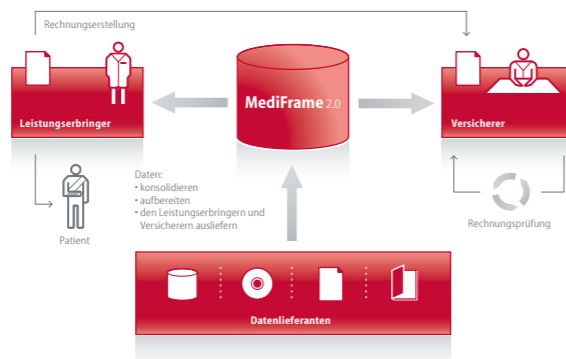 Rechnungserstellung
MediFrame 2.0
Leistungserbringer
Versicherer
Daten:
• konsolidieren
• aufbereiten
• den Leistungserbringern und
Versicherern ausliefern
Patient
Rechnungsprüfung
Datenlieferanten